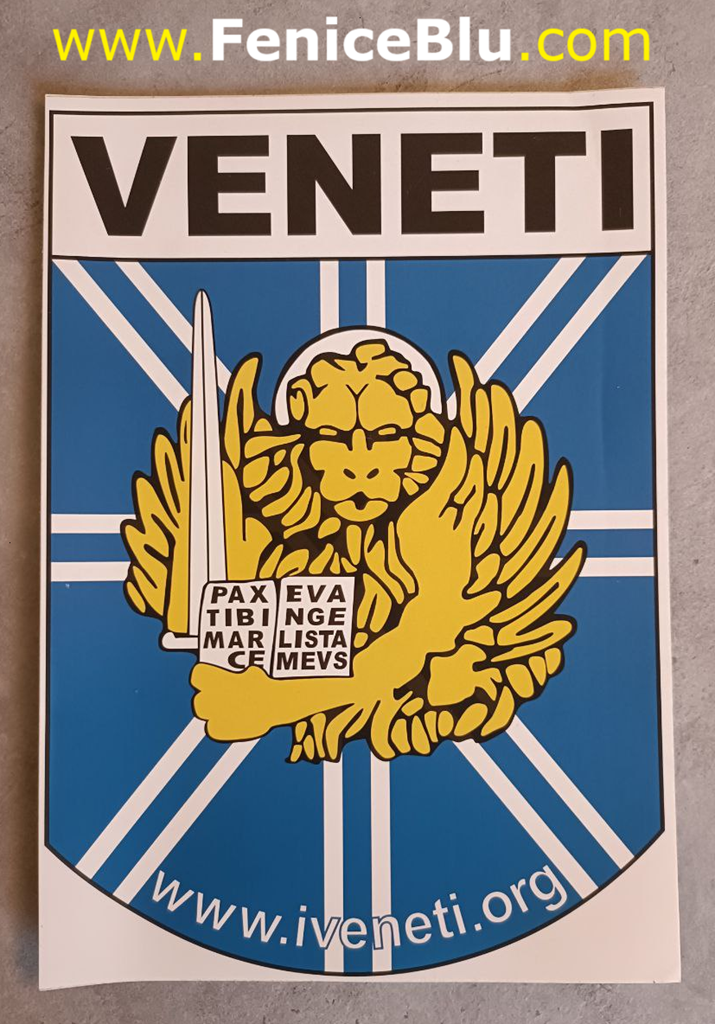 www.FeniceBlu.com
VENETI
PAX
TIBI
MAR
CE
EVA
NGE
LISTA
MEVS
www.iveneti.org